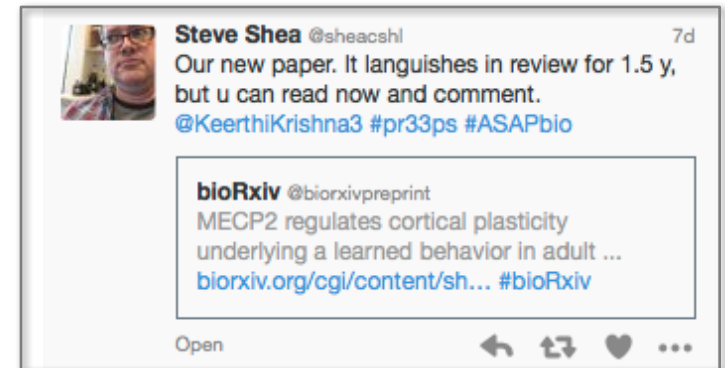 Steve Shea @sheacshl 7d
Our new paper. It languishes in review for 1.5 y,
but u can read now and comment.
@KeerthiKrishna3 #pr33ps #ASAPbio
bioRxiv @biorxivpreprint
MECP2 regulates cortical plasticity
underlying a learned behavior in adult ...
biorxiv.org/cgi/content/sh... #bioRxiv
Open